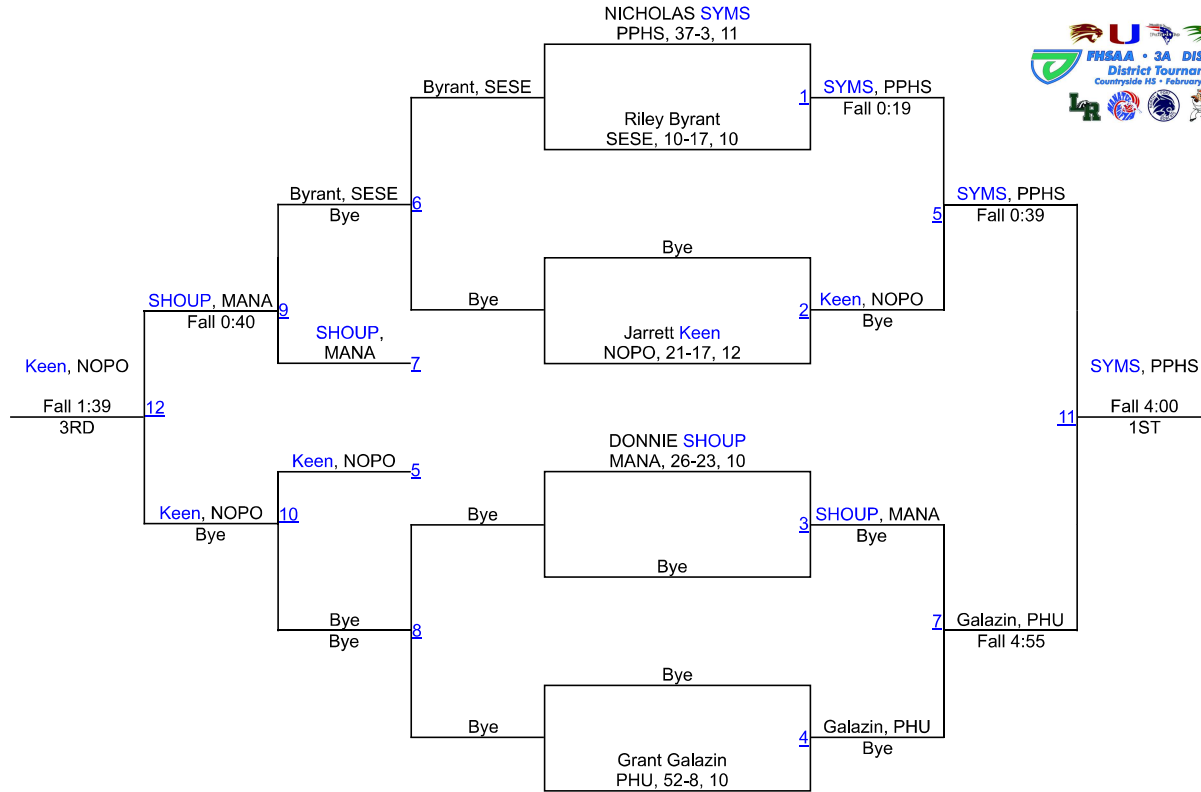 NICHOLAS SYMS
PPHS, 37-3, 11
FHSAA • 3A DIS
District Tournar
Countryside HS • February
U
LR
MANATEE
Byrant, SESE
1
SYMS, PPHS
Fall 0:19
Riley Byrant
SESE, 10-17, 10
Byrant, SESE
Bye
6
SYMS, PPHS
5
Fall 0:39
Bye
SHOUP, MANA
9
Fall 0:40
Bye
2
Keen, NOPO
Bye
SHOUP,
MANA
7
Jarrett Keen
NOPO, 21-17, 12
Keen, NOPO
SYMS, PPHS
Fall 1:39
12
3RD
Fall 4:00
11
1ST
DONNIE SHOUP
MANA, 26-23, 10
Keen, NOPO
5
Keen, NOPO
10
Bye
Bye
3
SHOUP, MANA
Bye
Bye
Bye
8
Bye
7
Galazin, PHU
Fall 4:55
Bye
Bye
4
Galazin, PHU
Bye
Grant Galazin
PHU, 52-8, 10